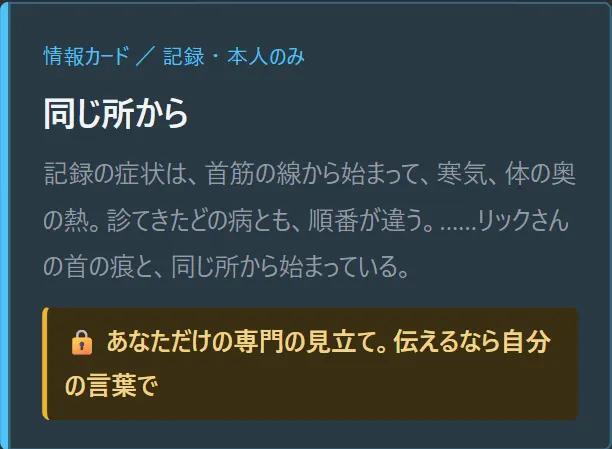 情報カード ／ 記録・本人のみ
同じ所から
記録の症状は、首筋の線から始まって、寒気、体の奥
の熱。診てきたどの病とも、順番が違う。……リックさん
の首の痕と、同じ所から始まっている。
🔒 あなただけの専門の見立て。伝えるなら自分
の言葉で